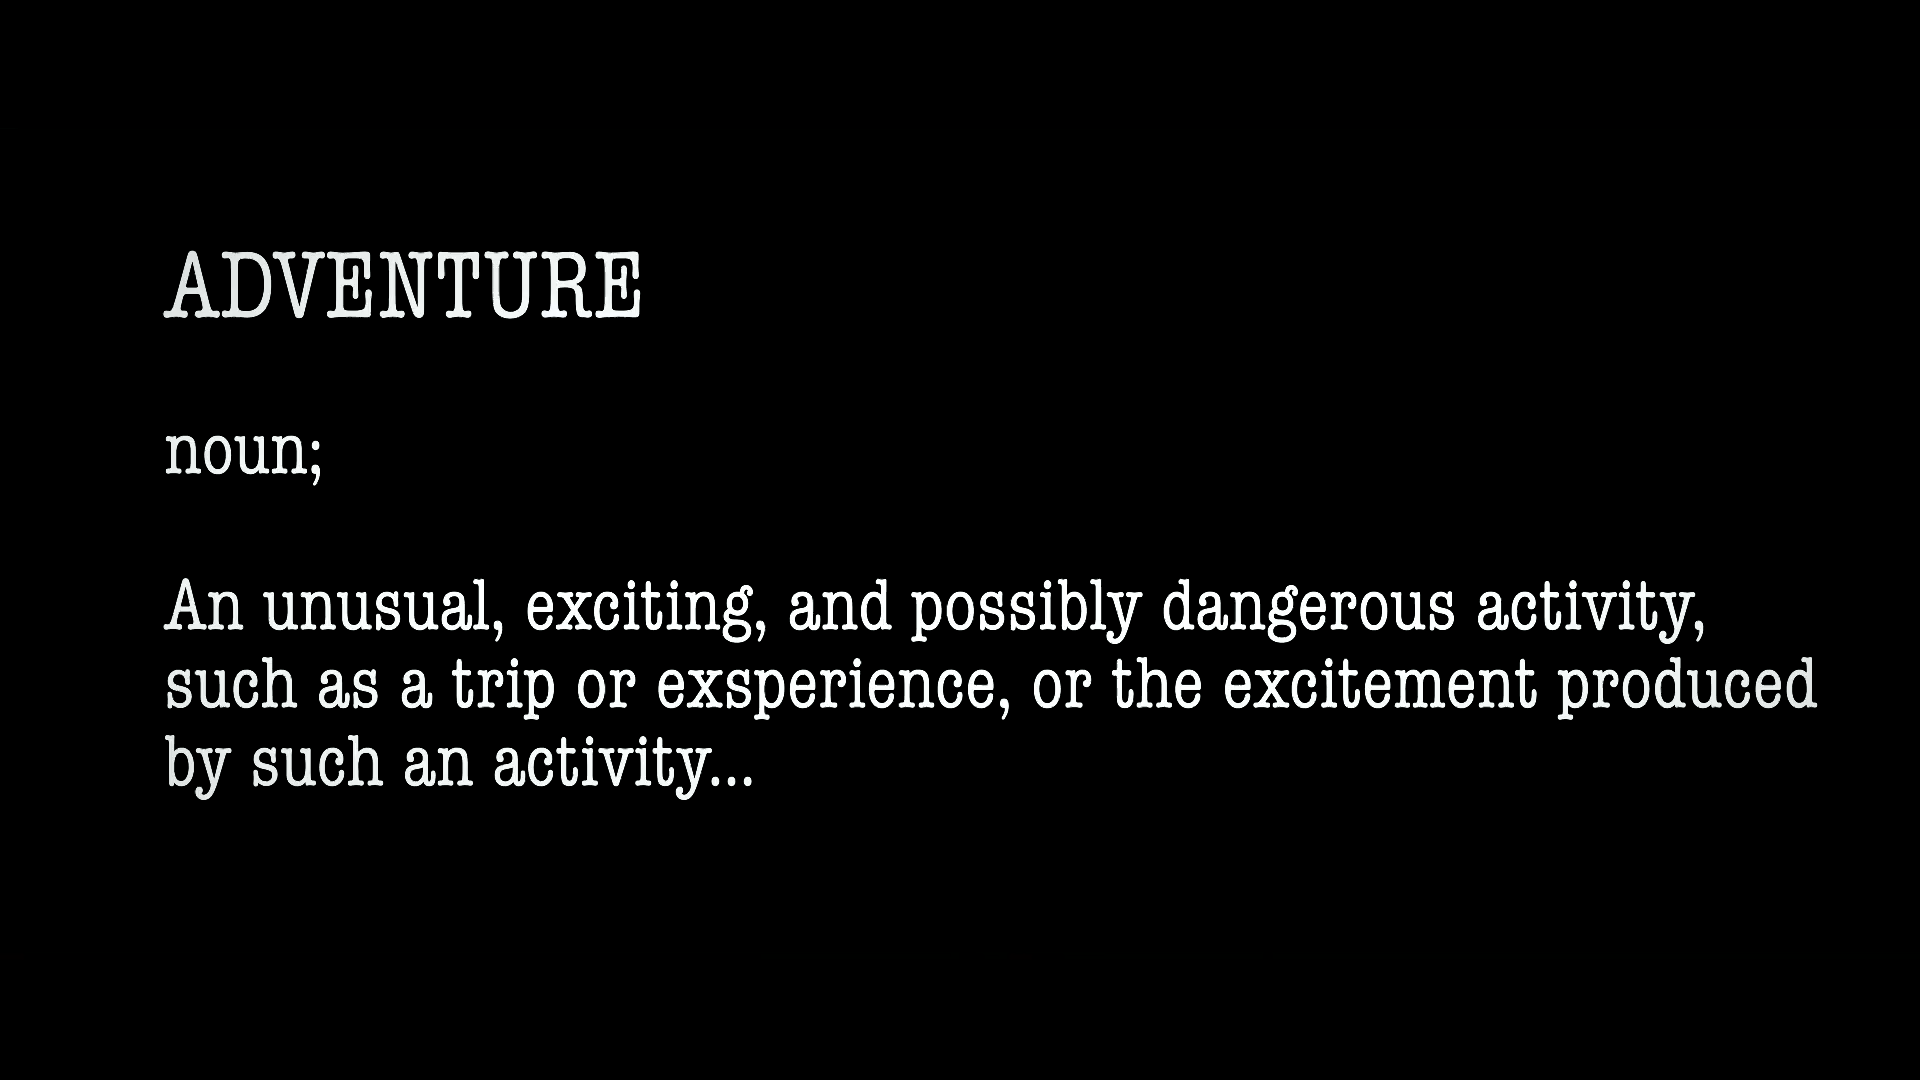 ADVENTURE
noun;
An unusual, exciting, and possibly dangerous activity,
such as a trip or exsperience, or the excitement produced
by such an activity...